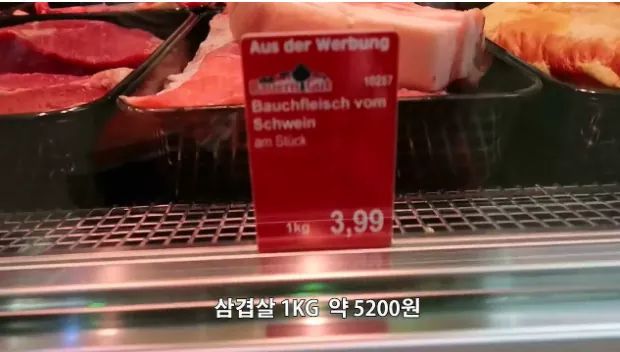 Aus der Werbung
10287
Bauchfleisch vom
Schwein
am Stück
1kg 3,99
삼겹살 1KG 약 5200원